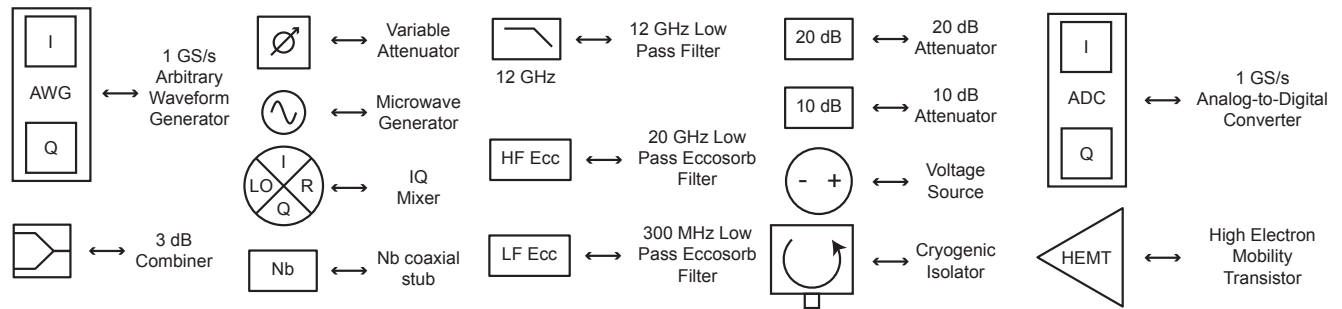 I
AWG
Q
1 GS/s
Arbitrary
Waveform
Generator
3 dB
Combiner
Variable
Attenuator
Microwave
Generator
I
LO R
Q
IQ
Mixer
Nb
Nb coaxial
stub
12 GHz
12 GHz Low
Pass Filter
HF Ecc
20 GHz Low
Pass Eccosorb
Filter
LF Ecc
300 MHz Low
Pass Eccosorb
Filter
20 dB
20 dB
Attenuator
10 dB
10 dB
Attenuator
- +
Voltage
Source
Cryogenic
Isolator
I
ADC
Q
1 GS/s
Analog-to-Digital
Converter
HEMT
High Electron
Mobility
Transistor